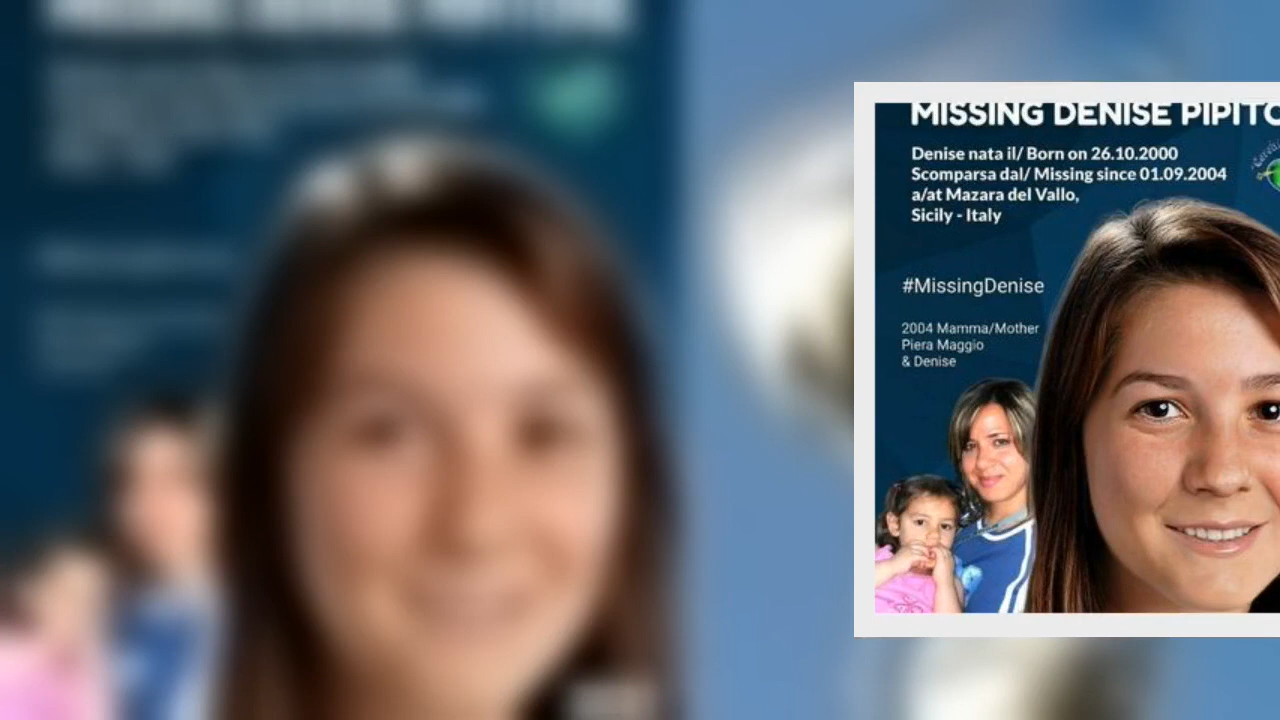 MISSING DENISE PIPITO
Denise nata il/ Born on 26.10.2000
Scomparsa dal/ Missing since 01.09.2004
a/at Mazara del Vallo,
Sicily - Italy
#MissingDenise
2004 Mamma/Mother
Piera Maggio
& Denise